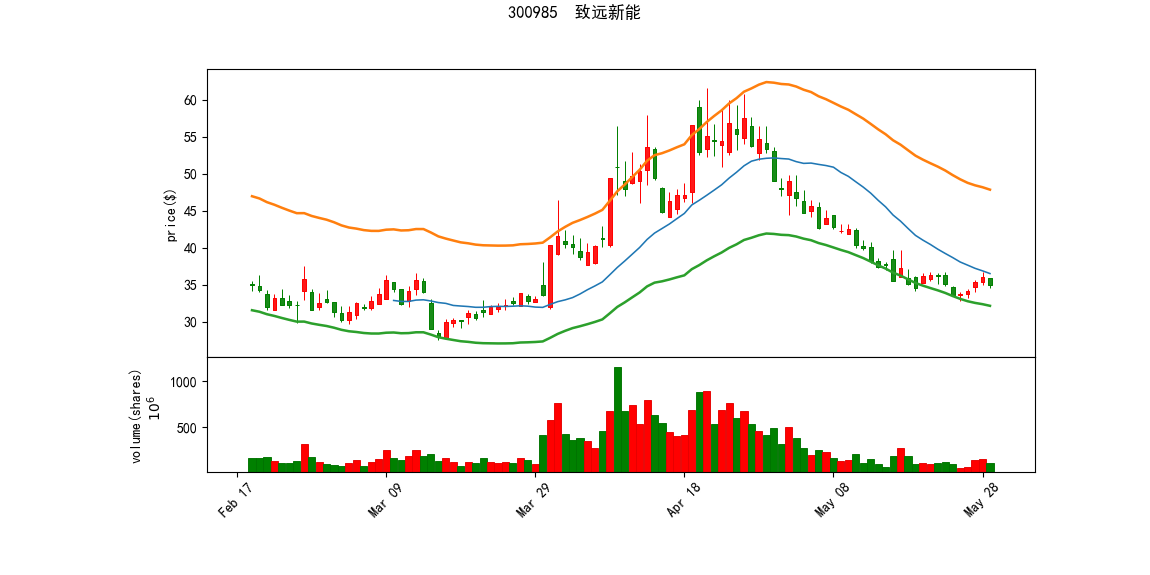 300985 致远新能
60
55
50
45
40
35
30
price($)
1000
500
volume(shares)
10^6
Feb 17
Mar 09
Mar 29
Apr 18
May 08
May 28